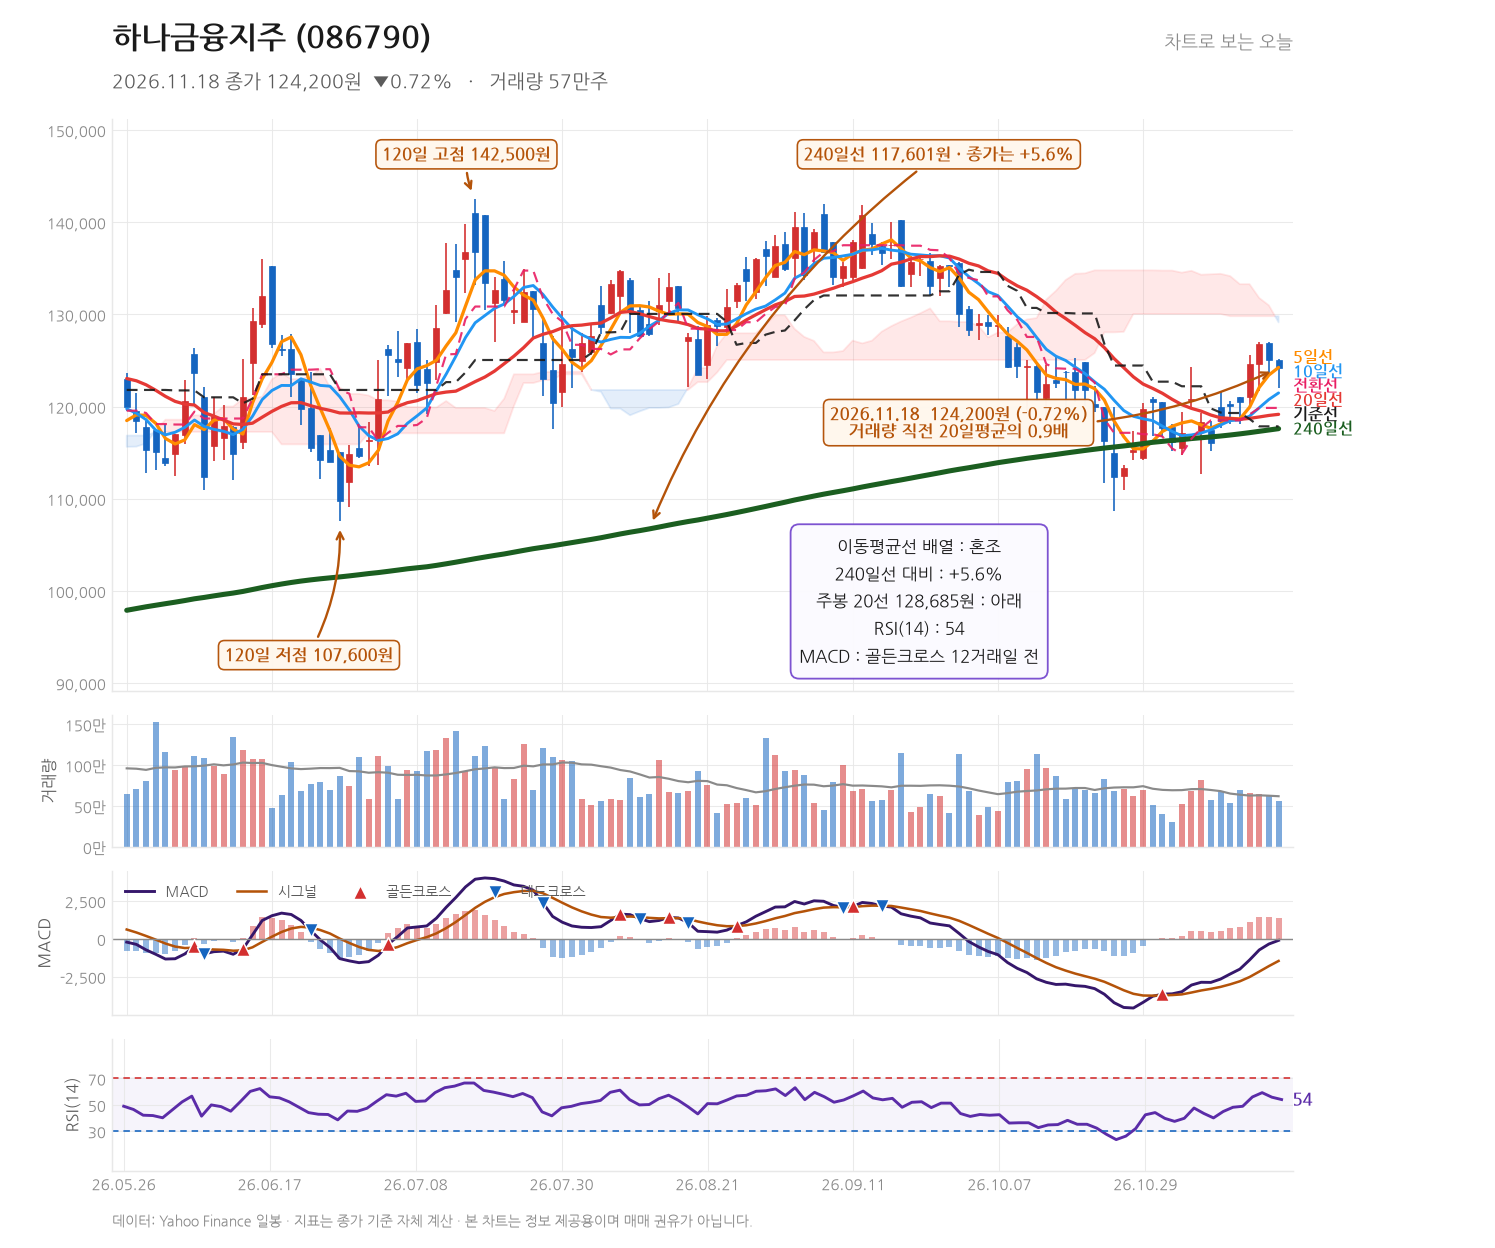 하나금융지주 (086790)
차트로 보는 오늘
2026.11.18 종가 124,200원 ▼0.72% · 거래량 57만주
150,000
140,000
130,000
120,000
110,000
100,000
90,000
120일 고점 142,500원
240일선 117,601원 · 종가는 +5.6%
2026.11.18 124,200원 (-0.72%)
거래량 직전 20일평균의 0.9배
120일 저점 107,600원
5일선
10일선
전환선
20일선
기준선
240일선
이동평균선 배열 : 혼조
240일선 대비 : +5.6%
주봉 20선 128,685원 : 아래
RSI(14) : 54
MACD : 골든크로스 12거래일 전
거래량
150만
100만
50만
0만
MACD
2,500
0
-2,500
MACD 시그널 골든크로스 데드크로스
RSI(14)
70
50
30
54
26.05.26 26.06.17 26.07.08 26.07.30 26.08.21 26.09.11 26.10.07 26.10.29
데이터: Yahoo Finance 일봉 · 지표는 종가 기준 자체 계산 · 본 차트는 정보 제공용이며 매매 권유가 아닙니다.